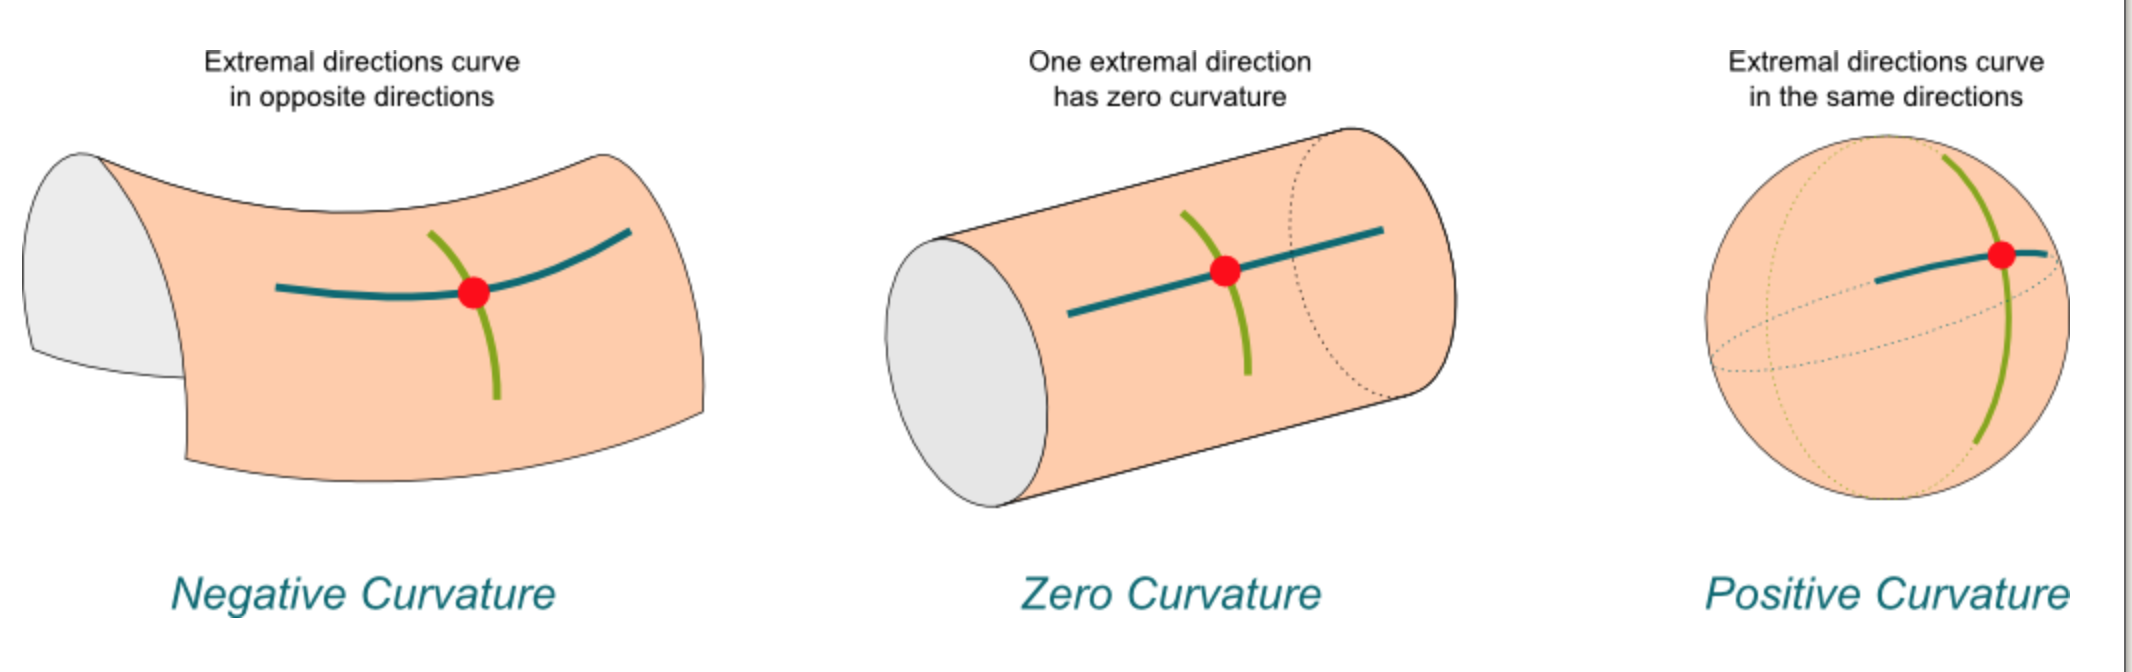 Extremal directions curve
in opposite directions
One extremal direction
has zero curvature
Extremal directions curve
in the same directions
Negative Curvature
Zero Curvature
Positive Curvature